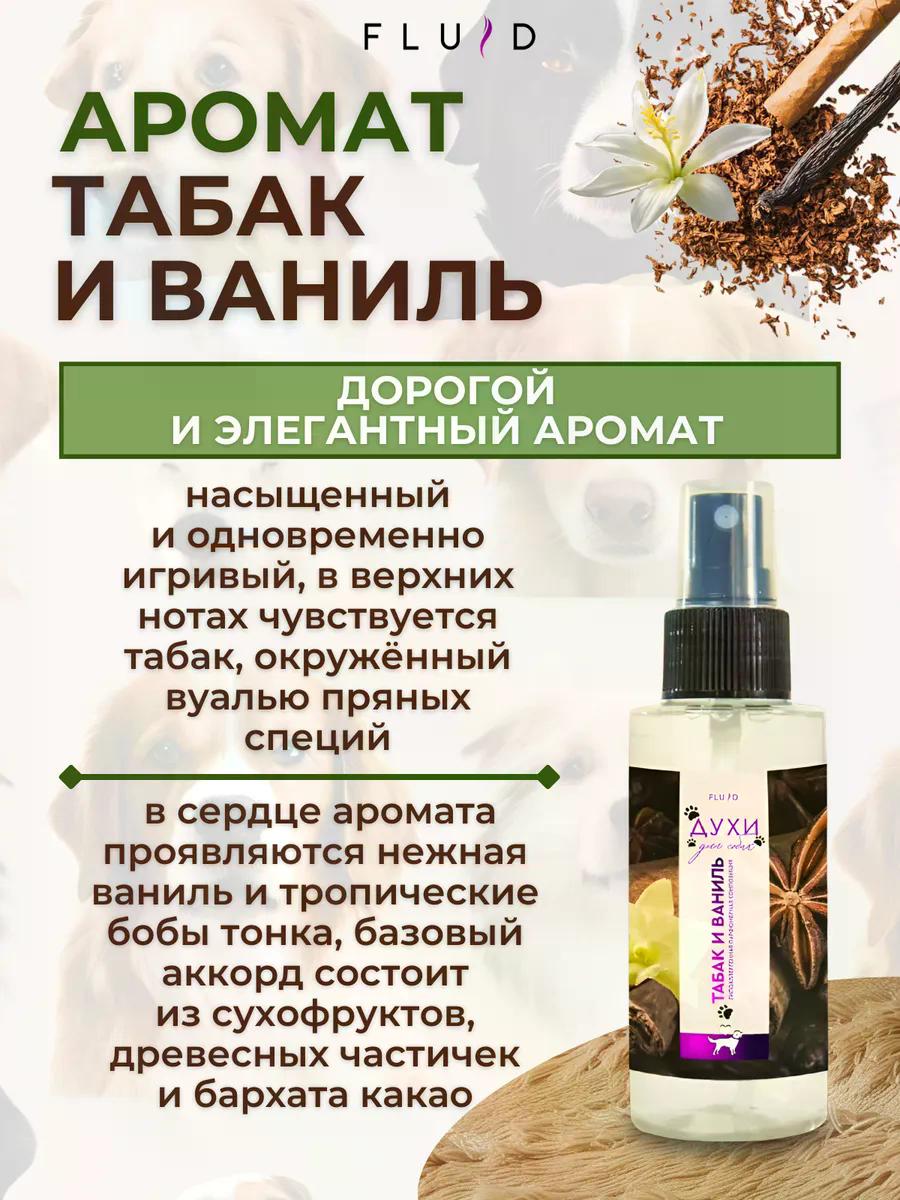 FLUID
АРОМАТ
ТАБАК
И ВАНИЛЬ
ДОРОГОЙ
И ЭЛЕГАНТНЫЙ АРОМАТ
насыщенный
и одновременно
игривый, в верхних
нотах чувствуется
табак, окружённый
вуалью пряных
специй
в сердце аромата
проявляются нежная
ваниль и тропические
бобы тонка, базовый
аккорд состоит
из сухофруктов,
древесных частичек
и бархата какао
FLUID
ДУХИ
для собак
ТАБАК И ВАНИЛЬ